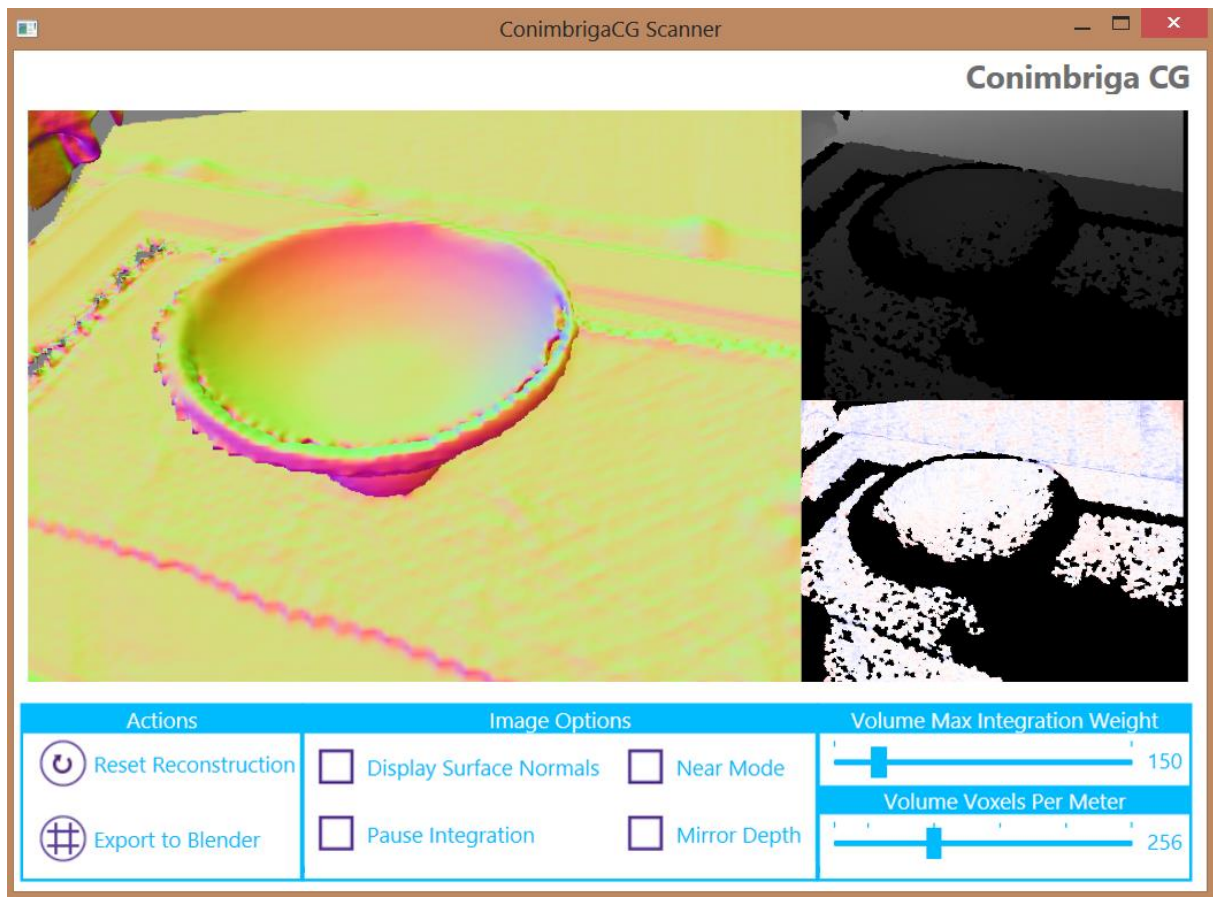 ConimbrigaCG Scanner
Conimbriga CG
Actions
Reset Reconstruction
Export to Blender
Image Options
Display Surface Normals
Near Mode
Pause Integration
Mirror Depth
Volume Max Integration Weight
150
Volume Voxels Per Meter
256